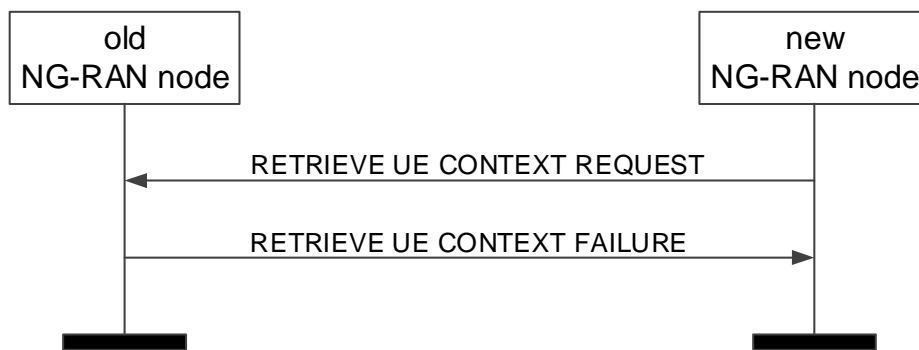 old
NG-RAN node
new
NG-RAN node
RETRIEVE UE CONTEXT REQUEST
RETRIEVE UE CONTEXT FAILURE